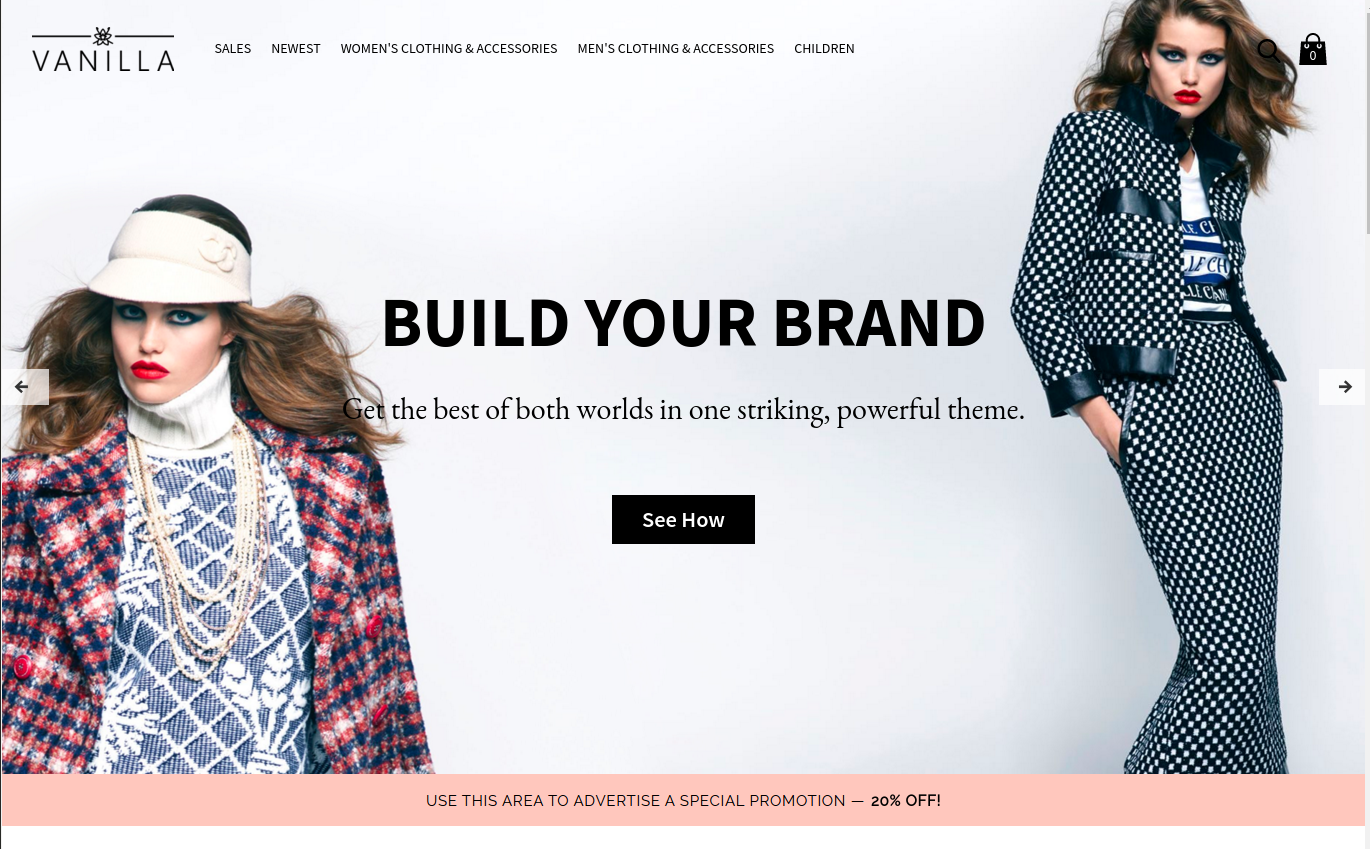 VANILLA
SALES NEWEST WOMEN'S CLOTHING & ACCESSORIES MEN'S CLOTHING & ACCESSORIES CHILDREN
0
BUILD YOUR BRAND
Get the best of both worlds in one striking, powerful theme.
See How
USE THIS AREA TO ADVERTISE A SPECIAL PROMOTION — 20% OFF!